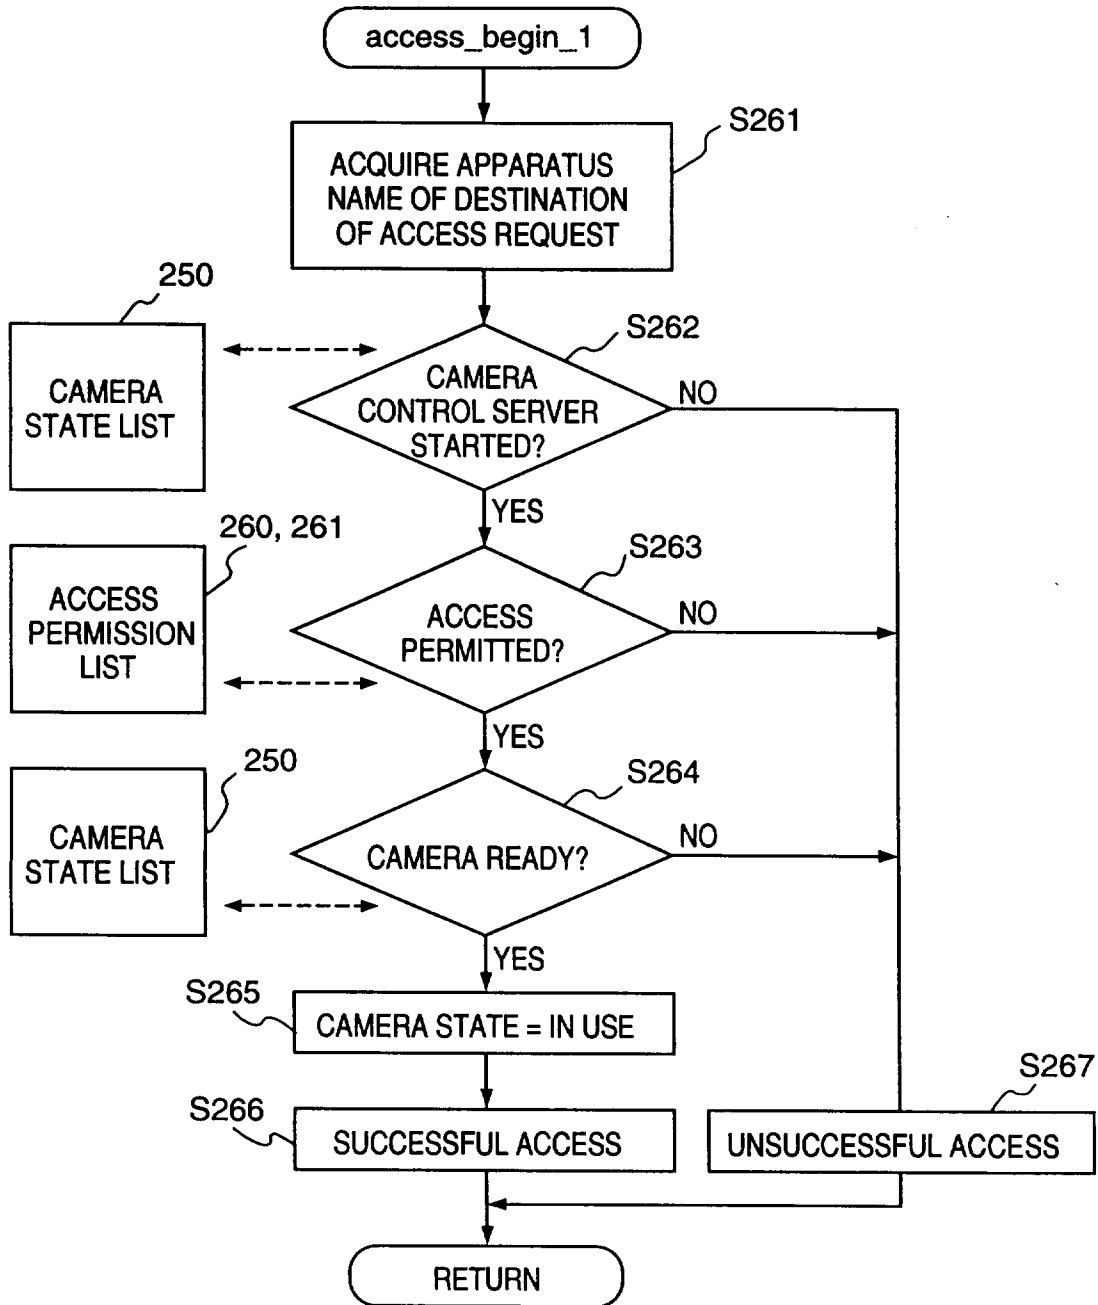 access_begin_1
S261
ACQUIRE APPARATUS
NAME OF DESTINATION
OF ACCESS REQUEST
250
CAMERA
STATE LIST
S262
CAMERA
CONTROL SERVER
STARTED?
NO
YES
260, 261
ACCESS
PERMISSION
LIST
S263
ACCESS
PERMITTED?
NO
YES
250
CAMERA
STATE LIST
S264
CAMERA READY?
NO
YES
S265
CAMERA STATE = IN USE
S266
SUCCESSFUL ACCESS
S267
UNSUCCESSFUL ACCESS
RETURN